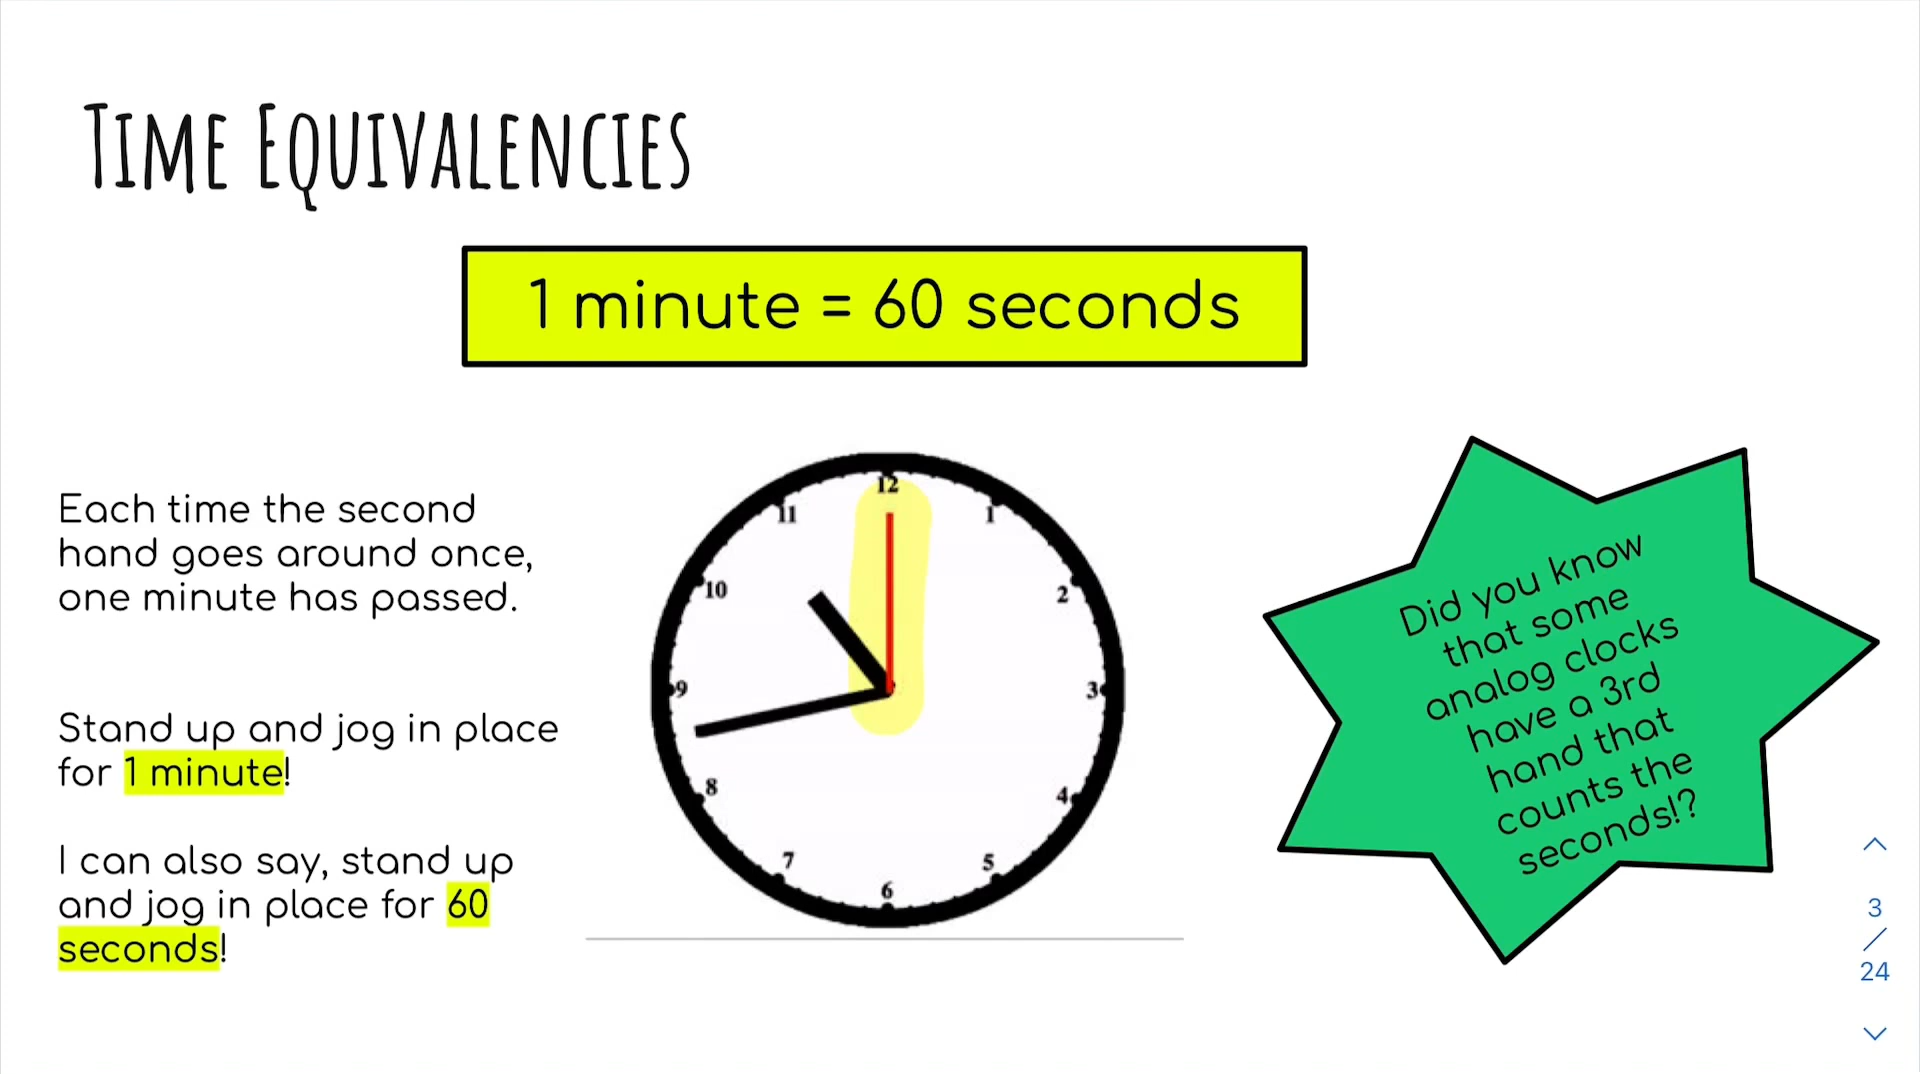 Time Equivalencies
1 minute = 60 seconds
Each time the second
hand goes around once,
one minute has passed.
Stand up and jog in place
for 1 minute!
I can also say, stand up
and jog in place for 60
seconds!
12
1
2
3
4
5
6
7
8
9
10
11
Did you know
that some
analog clocks
have a 3rd
hand that
counts the
seconds!?
3
/
24